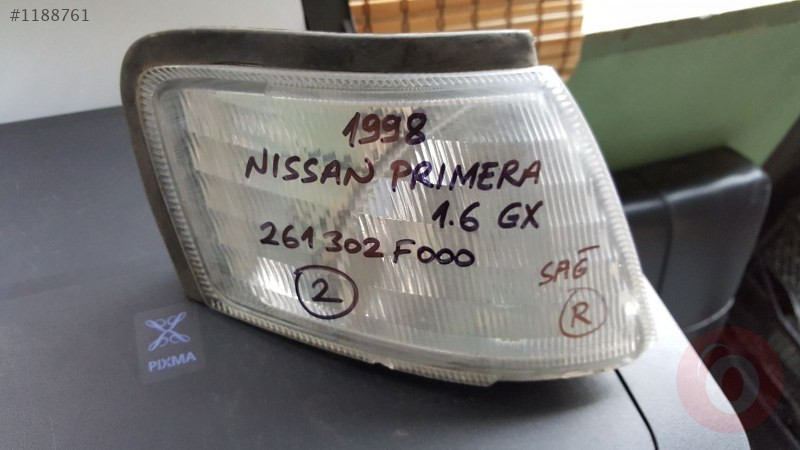 #1188761
1998
NISSAN PRIMERA
1.6 GX
261302F000
2
SAĞ
R
PIXMA